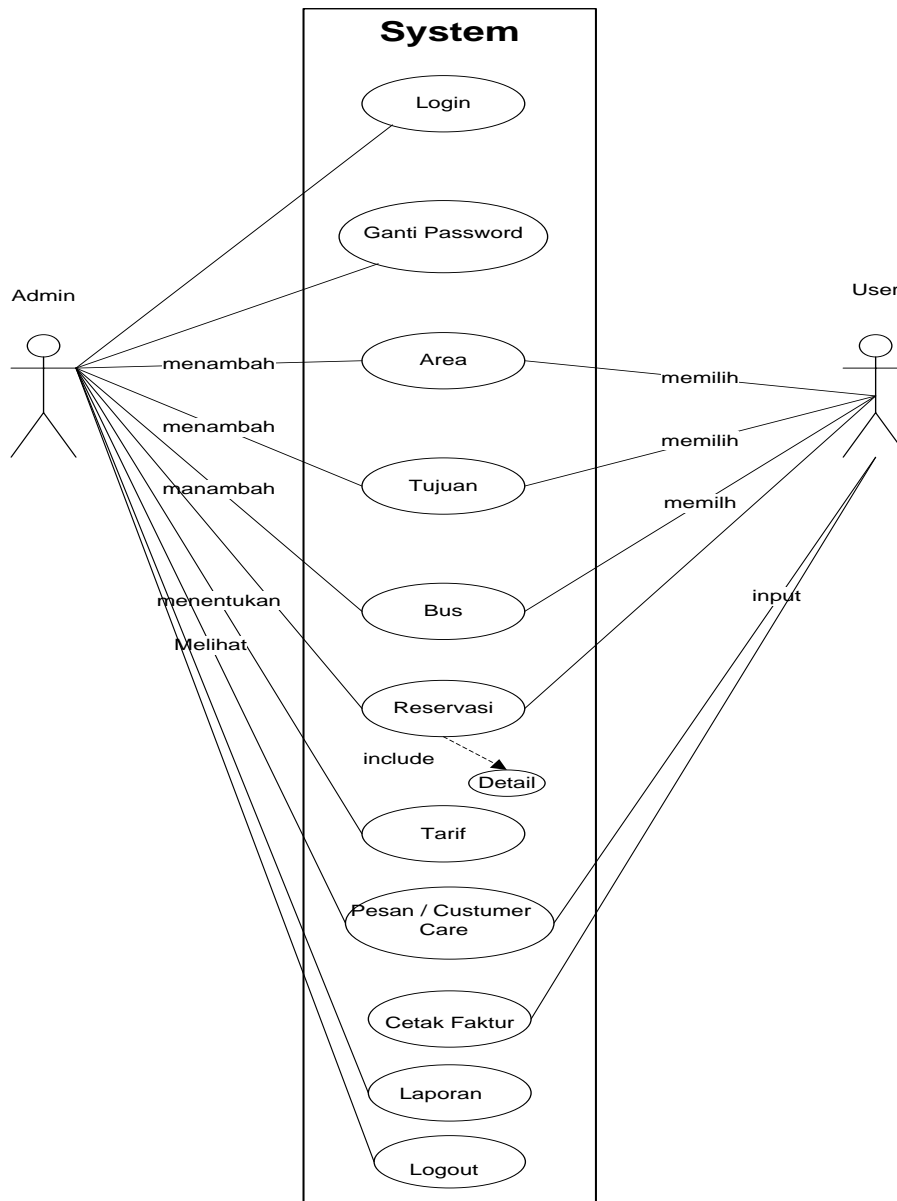 System
Login
Ganti Password
Admin
User
menambah
Area
memilih
menambah
memilih
manambah
Tujuan
memilh
menentukan
Bus
input
Melihat
Reservasi
include
Detail
Tarif
Pesan / Custumer
Care
Cetak Faktur
Laporan
Logout